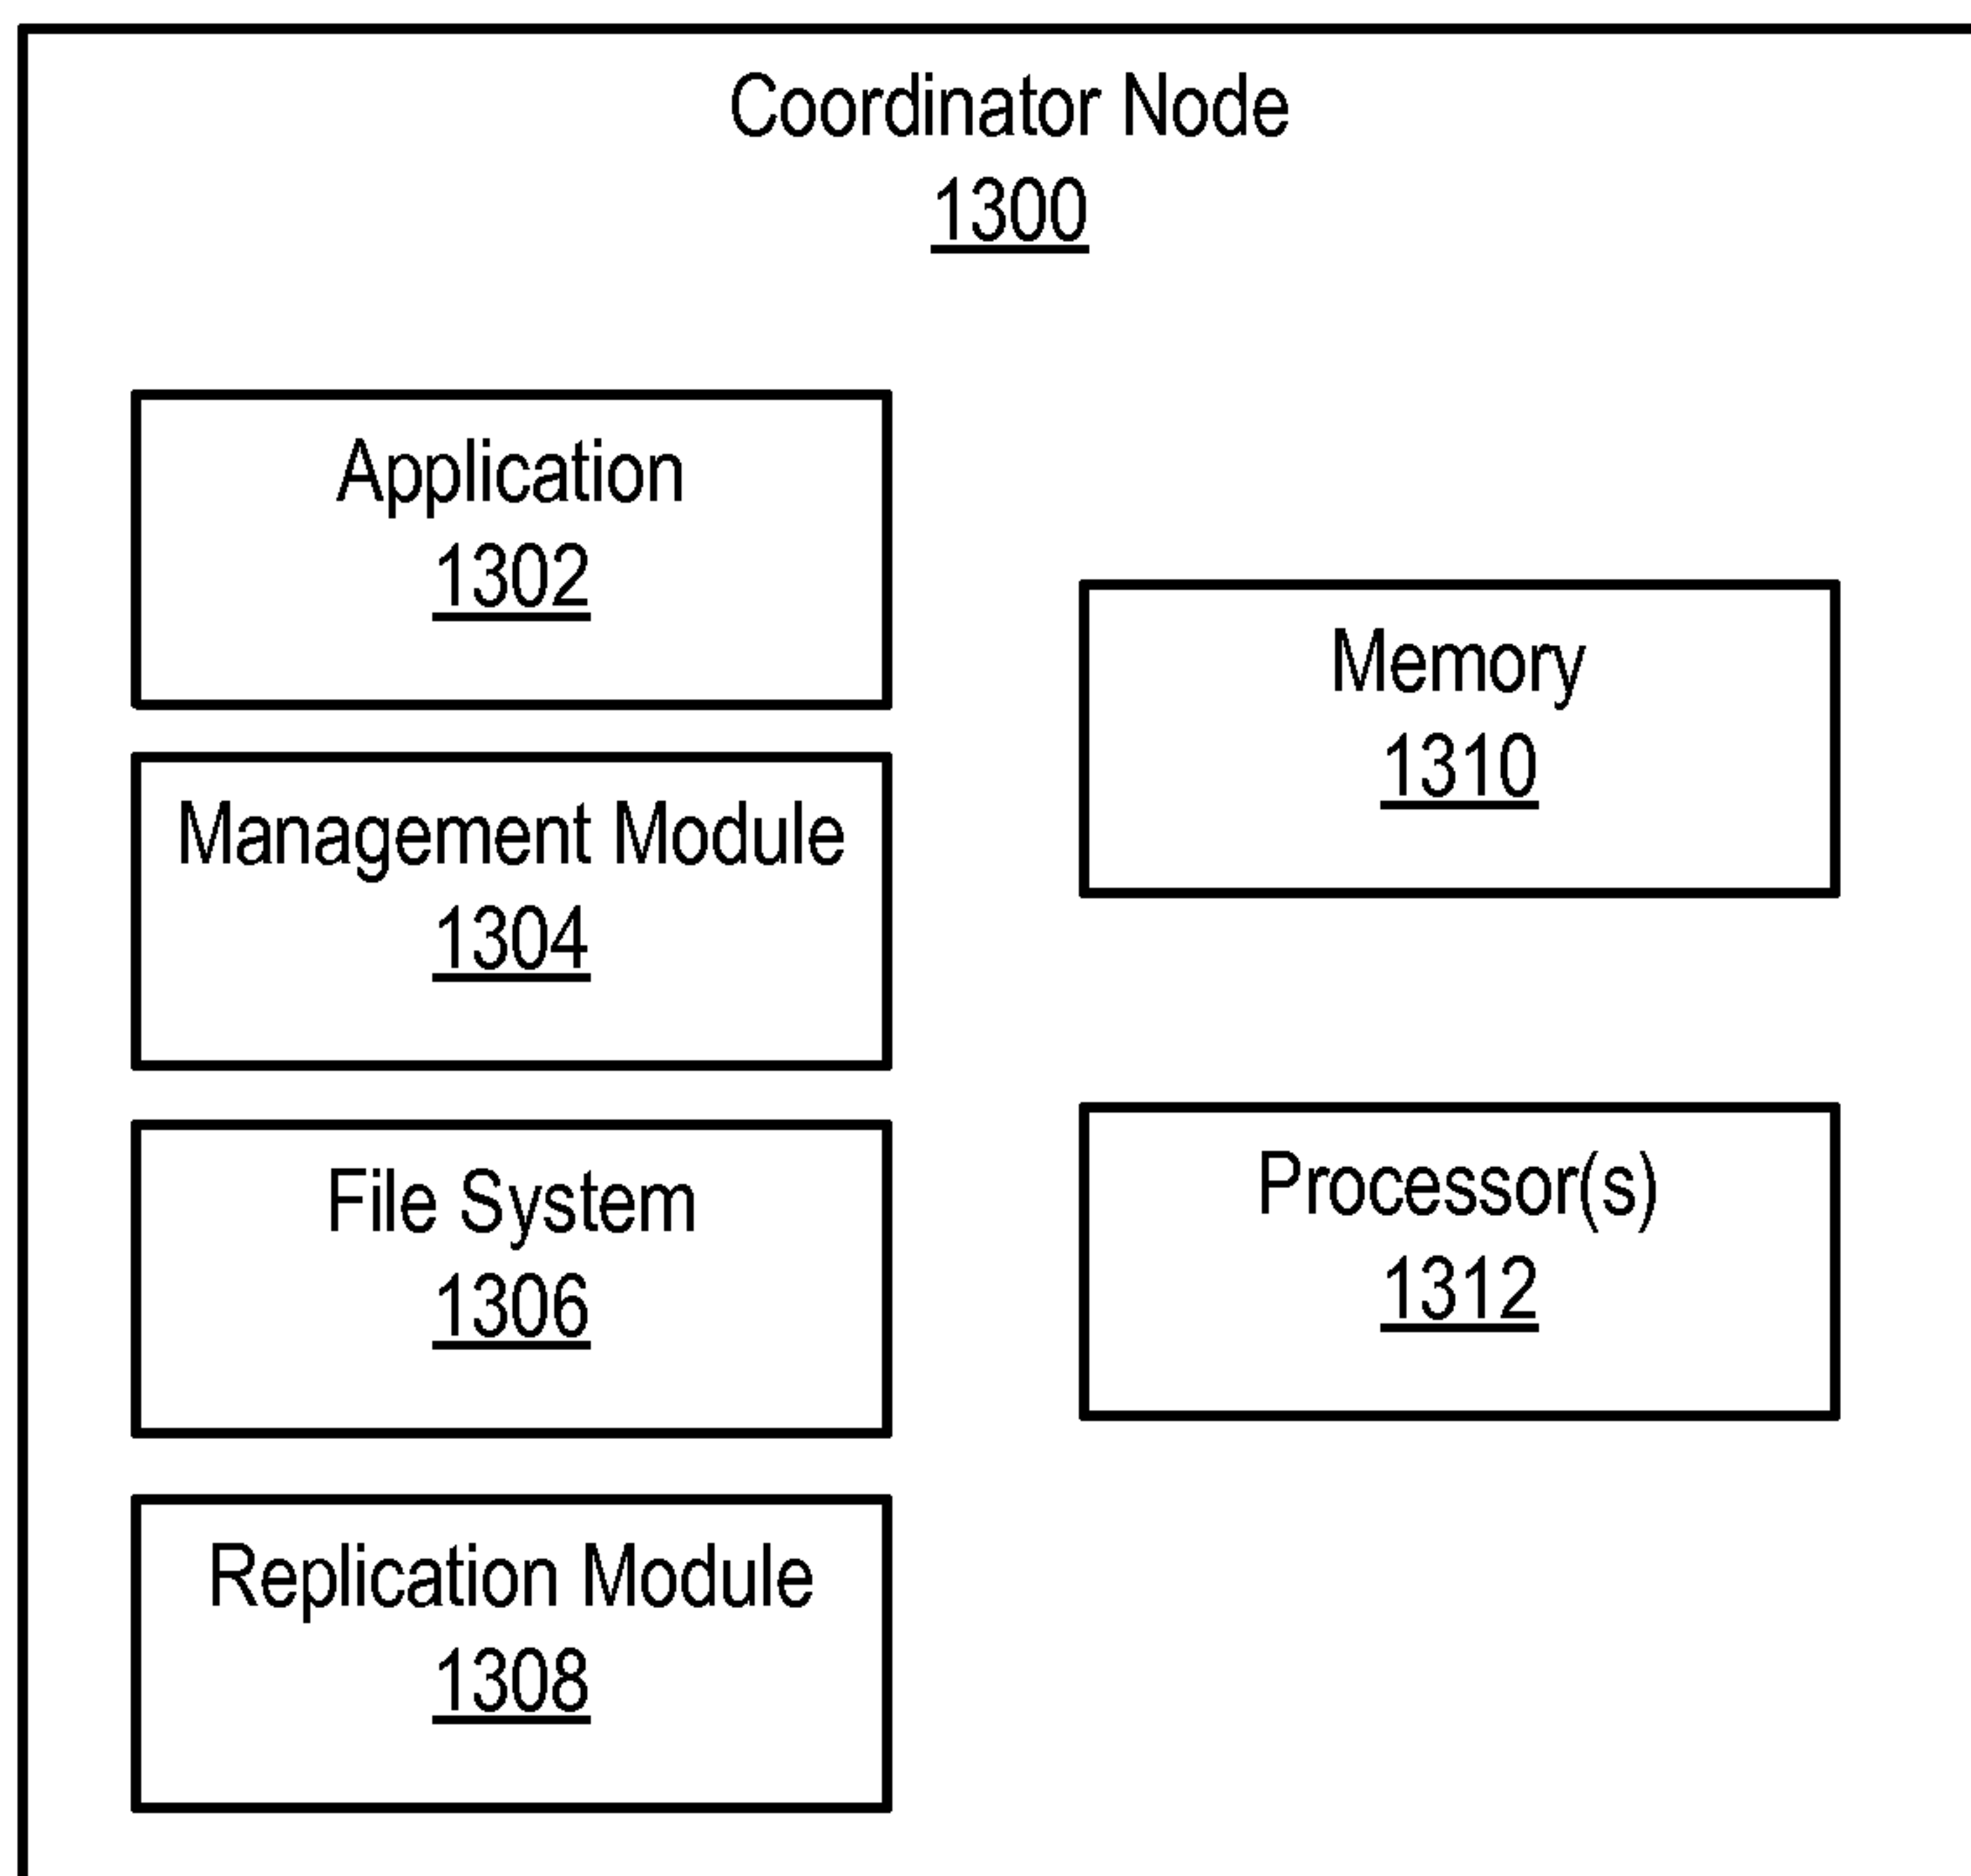 Coordinator Node
1300
Application
1302
Management Module
1304
File System
1306
Replication Module
1308
Memory
1310
Processor(s)
1312